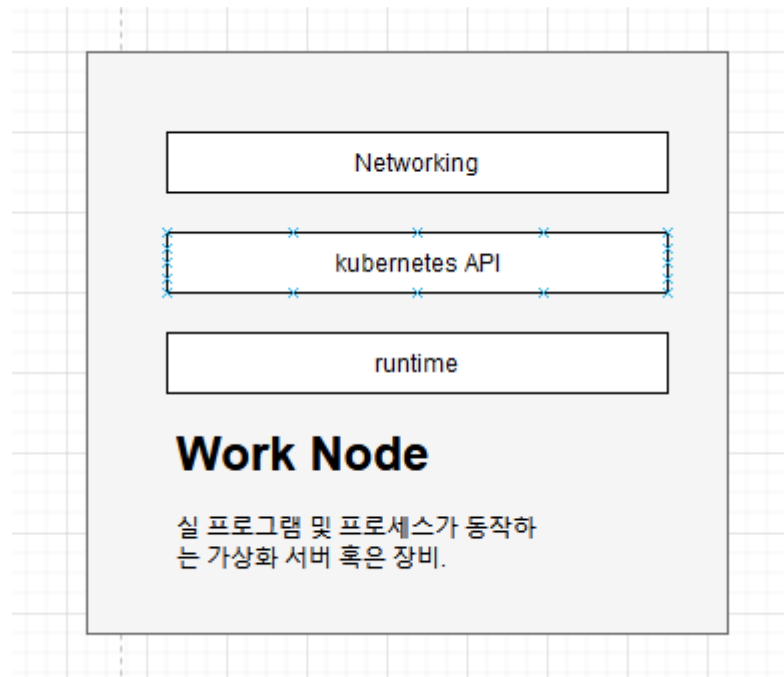 Networking
kubernetes API
runtime
Work Node
실 프로그램 및 프로세스가 동작하
는 가상화 서버 혹은 장비.